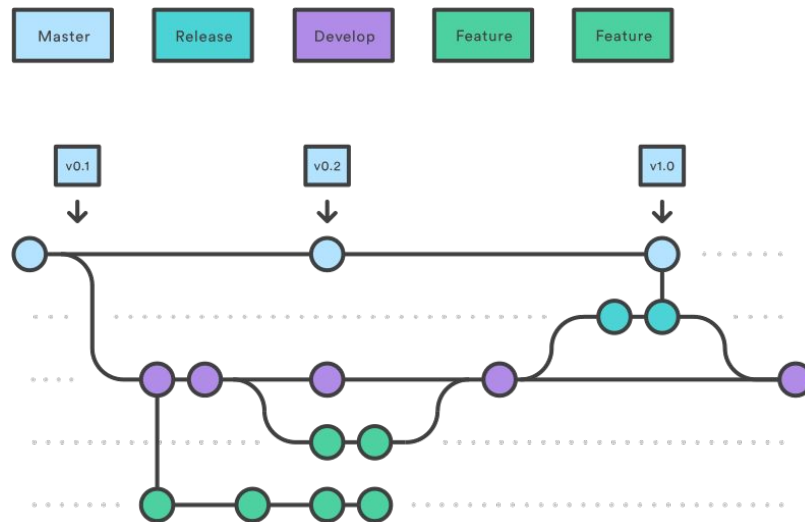 Master
Release
Develop
Feature
Feature
v0.1
v0.2
v1.0